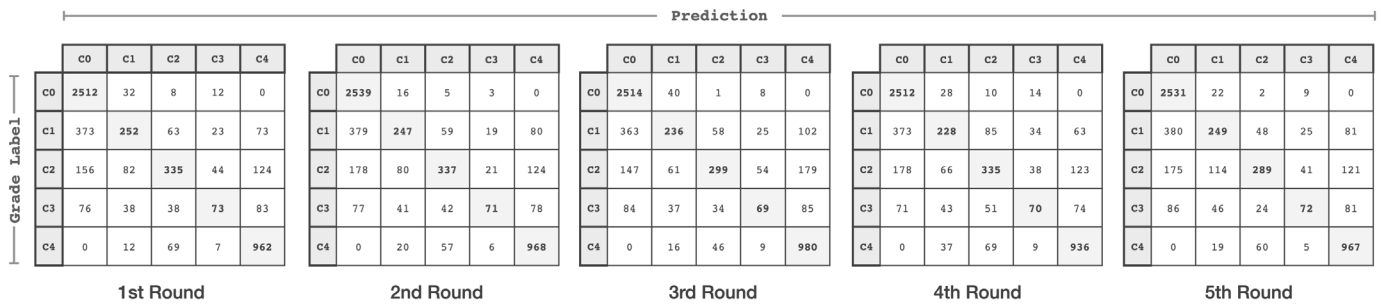 Prediction
C0 C1 C2 C3 C4 C0 C1 C2 C3 C4 C0 C1 C2 C3 C4 C0 C1 C2 C3 C4 C0 C1 C2 C3 C4
C0 2512 32 8 12 0 C0 2539 16 5 3 0 C0 2514 40 1 8 0 C0 2512 28 10 14 0 C0 2531 22 2 9 0
C1 373 252 63 23 73 C1 379 247 59 19 80 C1 363 236 58 25 102 C1 373 228 85 34 63 C1 380 249 48 25 81
C2 156 82 335 44 124 C2 178 80 337 21 124 C2 147 61 299 54 179 C2 178 66 335 38 123 C2 175 114 289 41 121
C3 76 38 38 73 83 C3 77 41 42 71 78 C3 84 37 34 69 85 C3 71 43 51 70 74 C3 86 46 24 72 81
C4 0 12 69 7 962 C4 0 20 57 6 968 C4 0 16 46 9 980 C4 0 37 69 9 936 C4 0 19 60 5 967
Grade Label
1st Round 2nd Round 3rd Round 4th Round 5th Round